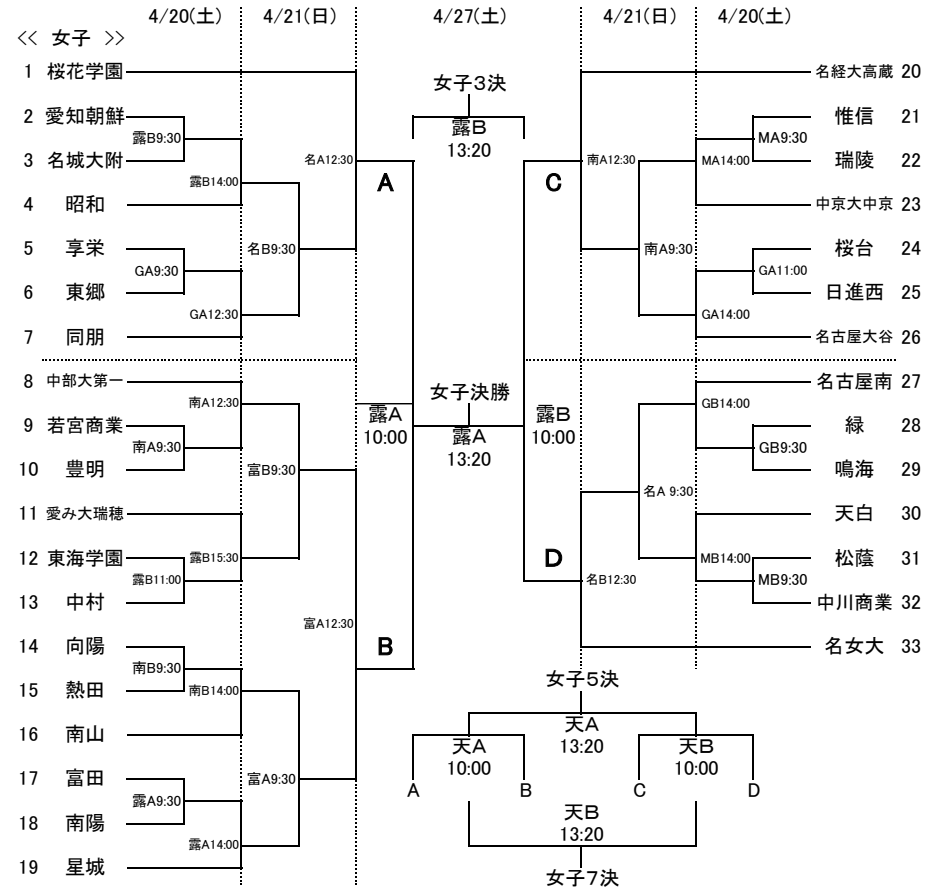 4/20(土) 4/21(日) 4/27(土) 4/21(日) 4/20(土)
<< 女子 >>
1 桜花学園
2 愛知朝鮮
露B9:30
3 名城大附
露B14:00
4 昭和
名A12:30
5 享栄
名B9:30
GA9:30
6 東郷
GA12:30
7 同朋
8 中部大第一
南A12:30
9 若宮商業
南A9:30
10 豊明
富B9:30
11 愛み大瑞穂
12 東海学園
露B15:30
露B11:00
13 中村
富A12:30
14 向陽
南B9:30
15 熱田
南B14:00
16 南山
17 富田
富A9:30
露A9:30
18 南陽
露A14:00
19 星城
女子3決
露B
13:20
A
C
女子決勝
露A
10:00
露A
13:20
露B
10:00
B
D
名経大高蔵 20
惟信 21
MA9:30
瑞陵 22
南A12:30
MA14:00
中京大中京 23
桜台 24
南A9:30
GA11:00
日進西 25
GA14:00
名古屋大谷 26
名古屋南 27
GB14:00
緑 28
GB9:30
鳴海 29
名A 9:30
天白 30
松蔭 31
MB14:00
MB9:30
中川商業 32
名B12:30
名女大 33
女子5決
天A
13:20
天A
10:00
天B
10:00
A B C D
天B
13:20
女子7決